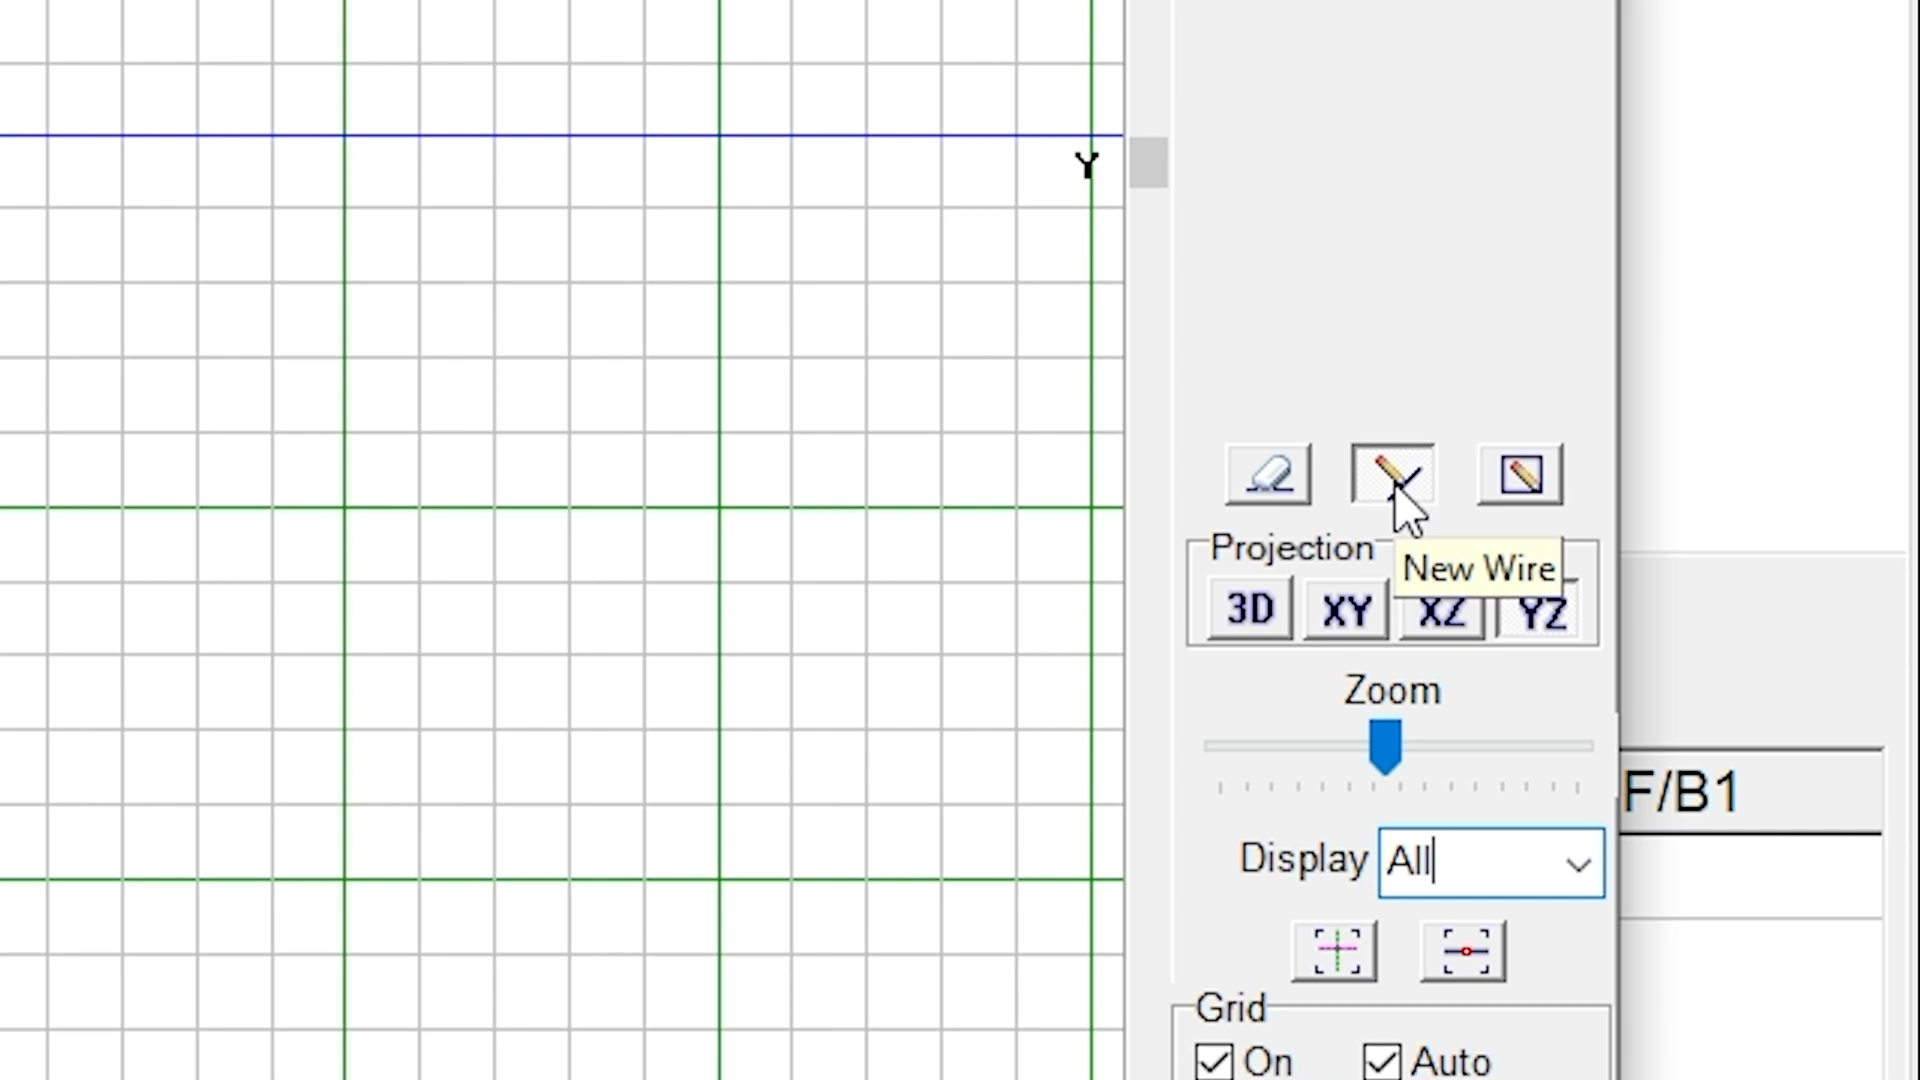 Y
Projection
New Wire
3D XY XZ YZ
Zoom
F/B1
Display All
Grid
On Auto